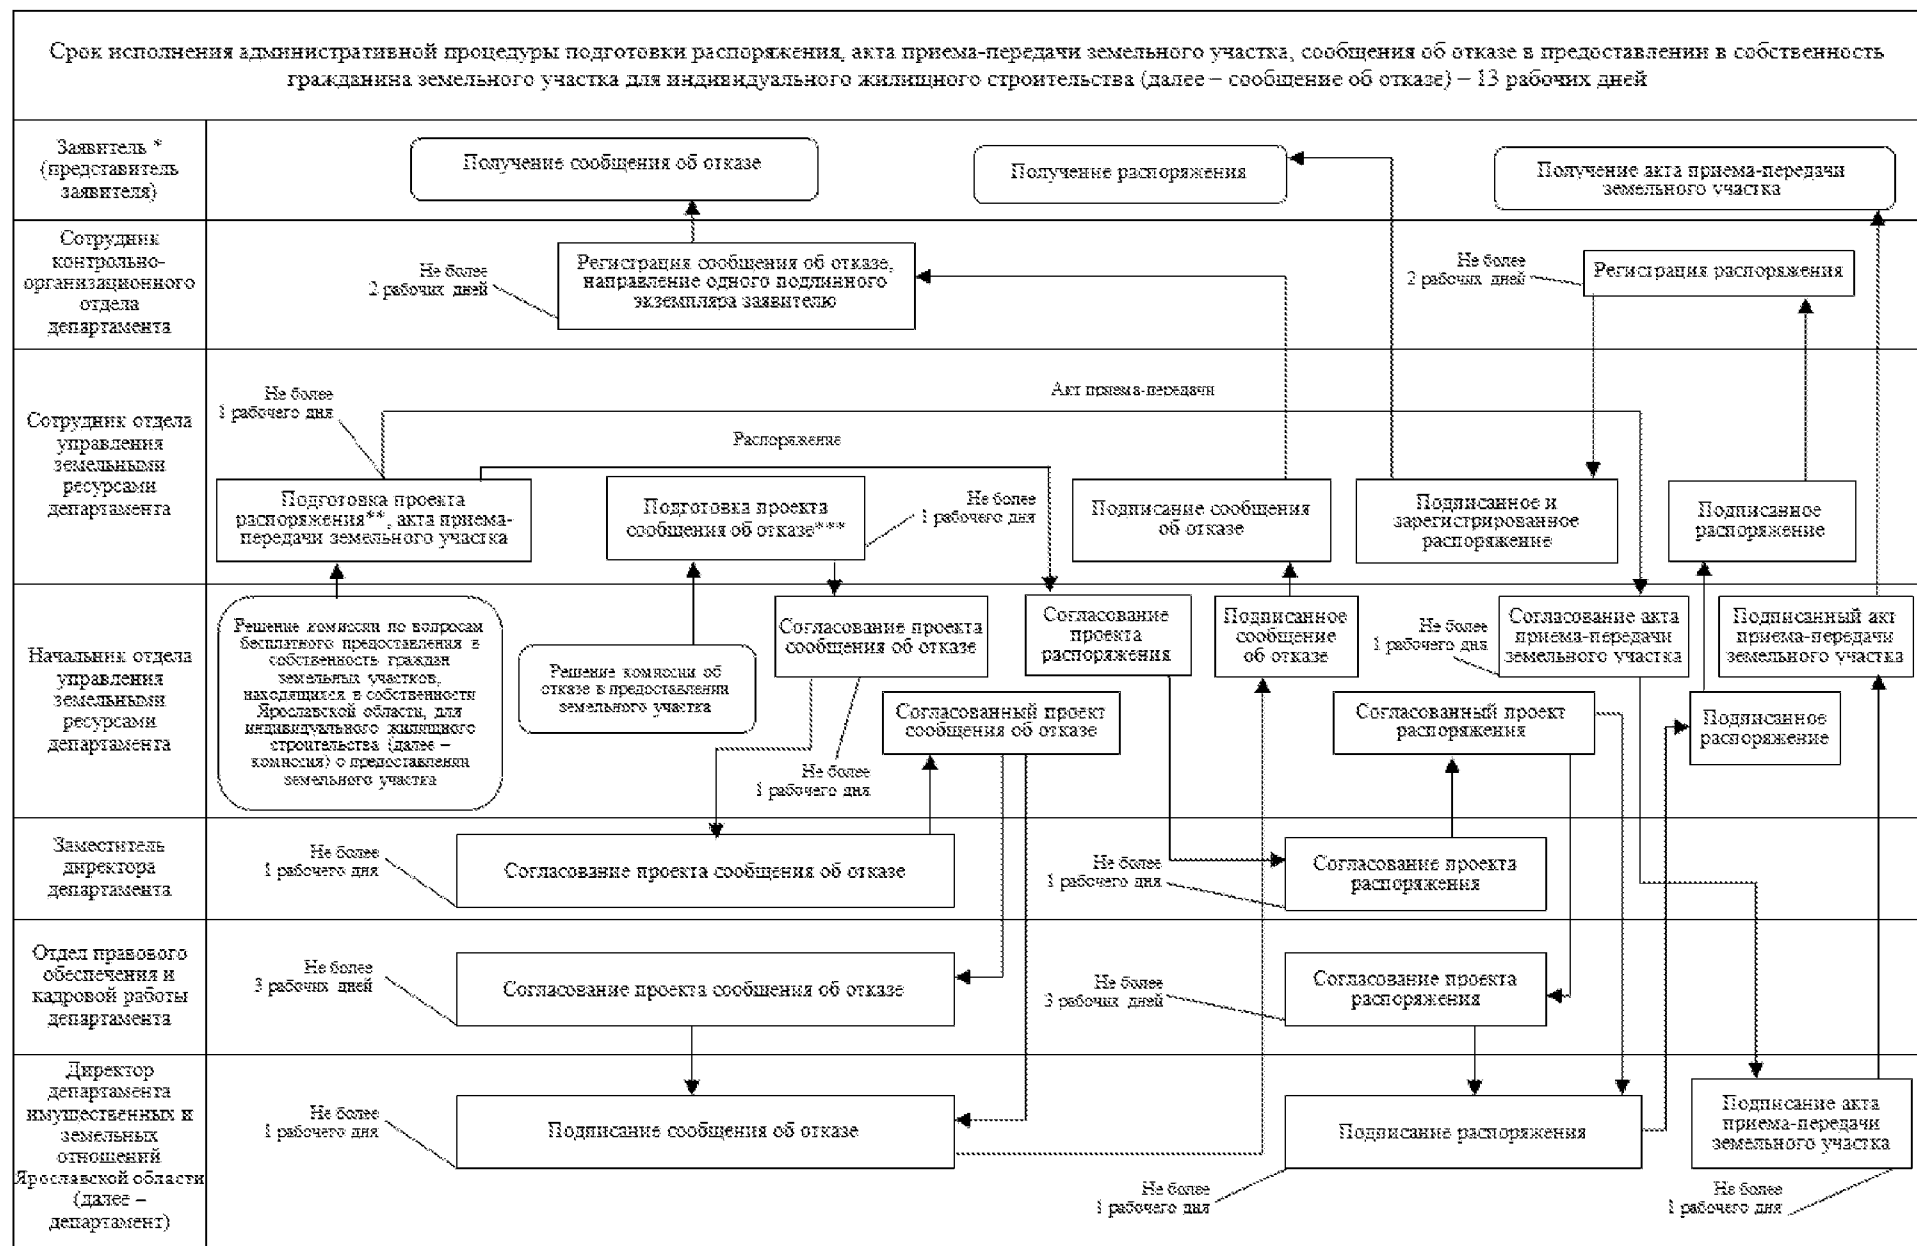 Срок исполнения административной процедуры подготовки распоряжения, акта приема-передачи земельного участка, сообщения об отказе в предоставлении в собственность
гражданина земельного участка для индивидуального жилищного строительства (далее – сообщение об отказе) – 13 рабочих дней
Заявитель *
(представитель
заявителя)
Получение сообщения об отказе
Получение распоряжения
Получение акта приема-передачи
земельного участка
Сотрудник
контрольно-
организационного
отдела
департамента
Не более
2 рабочих дней
Регистрация сообщения об отказе,
направление одного подлинного
экземпляра заявителю
Не более
2 рабочих дней
Регистрация распоряжения
Сотрудник отдела
управления
земельными
ресурсами
департамента
Не более
1 рабочего дня
Акт приема-передачи
Распоряжение
Подготовка проекта
распоряжения**, акта приема-
передачи земельного участка
Подготовка проекта
сообщения об отказе***
Не более
1 рабочего дня
Подписание сообщения
об отказе
Подписанное и
зарегистрированное
распоряжение
Подписанное
распоряжение
Начальник отдела
управления
земельными
ресурсами
департамента
Решение комиссии по вопросам
бесплатного предоставления в
собственность граждан
земельных участков,
находящихся в собственности
Ярославской области, для
индивидуального жилищного
строительства (далее –
комиссия) о предоставлении
земельного участка
Решение комиссии об
отказе в предоставлении
земельного участка
Согласование проекта
сообщения об отказе
Согласованный проект
сообщения об отказе
Не более
1 рабочего дня
Согласование
проекта
распоряжения
Подписанное
сообщение
об отказе
Согласованный проект
распоряжения
Не более
1 рабочего дня
Согласование акта
приема-передачи
земельного участка
Подписанный акт
приема-передачи
земельного участка
Подписанное
распоряжение
Заместитель
директора
департамента
Не более
1 рабочего дня
Согласование проекта сообщения об отказе
Не более
1 рабочего дня
Согласование проекта
распоряжения
Отдел правового
обеспечения и
кадровой работы
департамента
Не более
3 рабочих дней
Согласование проекта сообщения об отказе
Не более
3 рабочих дней
Согласование проекта
распоряжения
Директор
департамента
имущественных и
земельных
отношений
Ярославской области
(далее –
департамент)
Не более
1 рабочего дня
Подписание сообщения об отказе
Подписание распоряжения
Не более
1 рабочего дня
Подписание акта
приема-передачи
земельного участка
Не более
1 рабочего дня